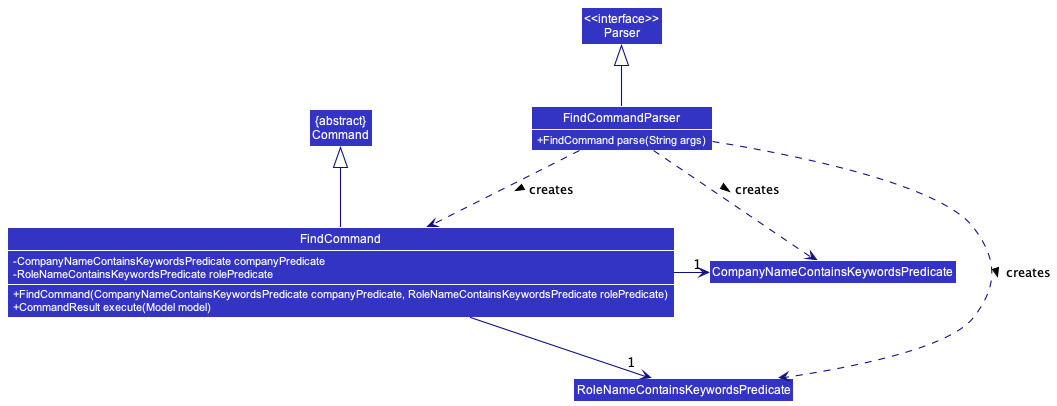 <<interface>>
Parser
{abstract}
Command
FindCommandParser
+FindCommand parse(String args)
creates
creates
creates
FindCommand
-CompanyNameContainsKeywordsPredicate companyPredicate
-RoleNameContainsKeywordsPredicate rolePredicate
+FindCommand(CompanyNameContainsKeywordsPredicate companyPredicate, RoleNameContainsKeywordsPredicate rolePredicate)
+CommandResult execute(Model model)
1
CompanyNameContainsKeywordsPredicate
1
RoleNameContainsKeywordsPredicate